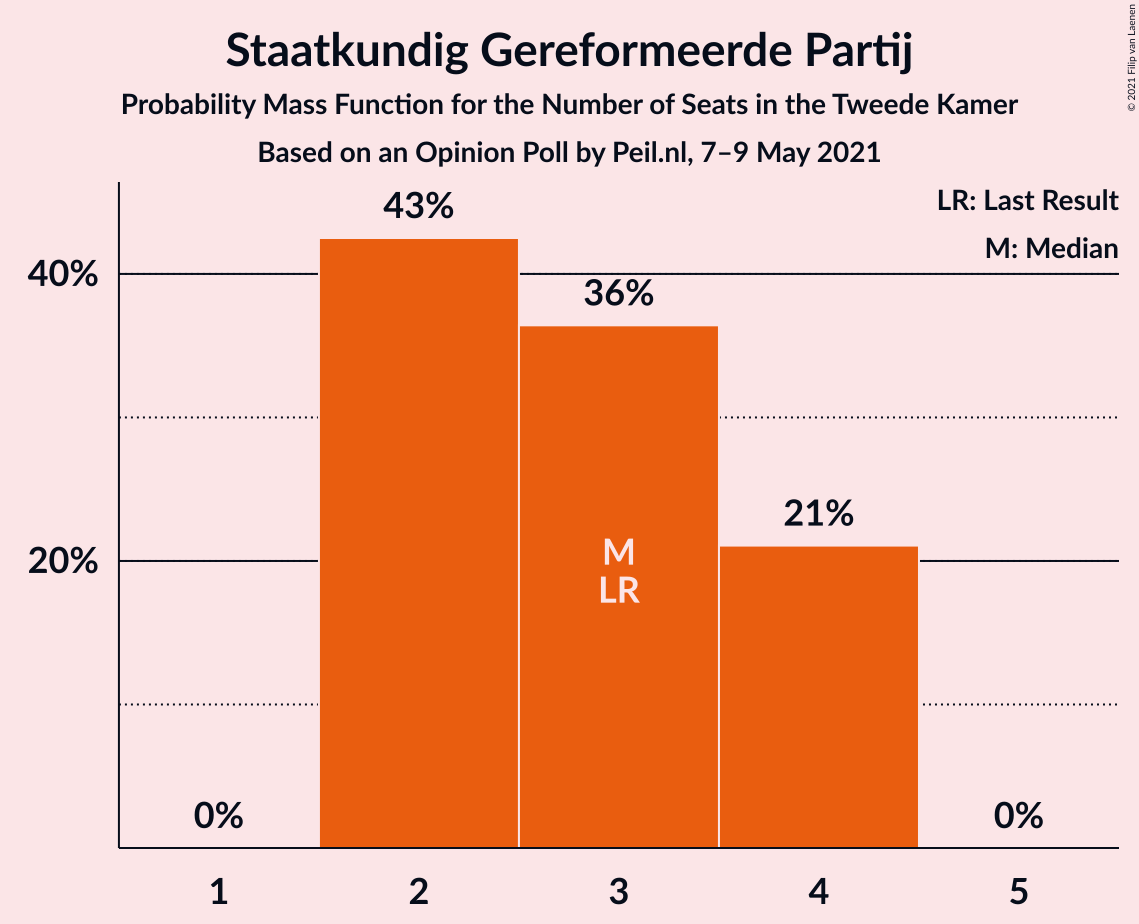 Staatkundig Gereformeerde Partij
Probability Mass Function for the Number of Seats in the Tweede Kamer
Based on an Opinion Poll by Peil.nl, 7–9 May 2021
© 2021 Filip van Laenen
LR: Last Result
M: Median
43%
40%
36%
21%
20%
M
LR
0%
0%
1 2 3 4 5